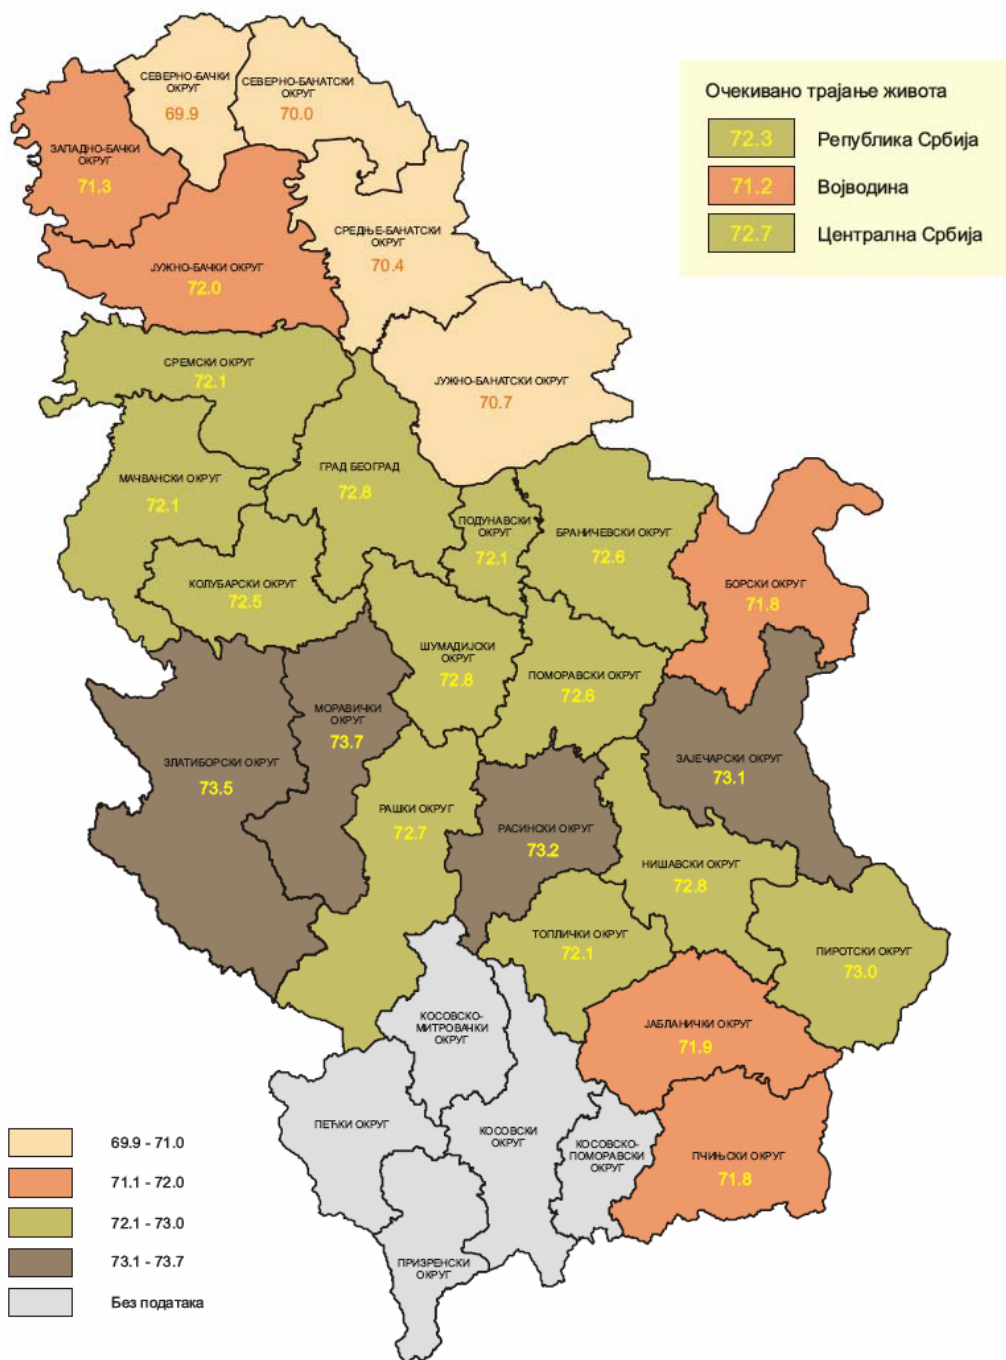 СЕВЕРНО-БАЧКИ
ОКРУГ
69.9
СЕВЕРНО-БАНАТСКИ
ОКРУГ
70.0
ЗАПАДНО-БАЧКИ
ОКРУГ
71.3
СРЕДЊЕ-БАНАТСКИ
ОКРУГ
70.4
ЈУЖНО-БАЧКИ ОКРУГ
72.0
Очекивано трајање живота
72.3 Република Србија
71.2 Војводина
72.7 Централна Србија
СРЕМСКИ ОКРУГ
72.1
ЈУЖНО-БАНАТСКИ ОКРУГ
70.7
МАЧВАНСКИ ОКРУГ
72.1
ГРАД БЕОГРАД
72.8
ПОДУНАВСКИ
ОКРУГ
72.1
БРАНИЧЕВСКИ ОКРУГ
72.6
КОЛУБАРСКИ ОКРУГ
72.5
БОРСКИ ОКРУГ
71.8
ШУМАДИЈСКИ
ОКРУГ
72.8
ПОМОРАВСКИ ОКРУГ
72.6
МОРАВИЧКИ
ОКРУГ
73.7
ЗЛАТИБОРСКИ ОКРУГ
73.5
ЗАЈЕЧАРСКИ ОКРУГ
73.1
РАШКИ ОКРУГ
72.7
РАСИНСКИ ОКРУГ
73.2
НИШАВСКИ ОКРУГ
72.8
ТОПЛИЧКИ ОКРУГ
72.1
ПИРОТСКИ ОКРУГ
73.0
КОСОВСКО-
МИТРОВАЧКИ
ОКРУГ
ЈАБЛАНИЧКИ ОКРУГ
71.9
ПЕЋКИ ОКРУГ
КОСОВСКИ
ОКРУГ
КОСОВСКО-
ПОМОРАВСКИ
ОКРУГ
ПЧИЊСКИ ОКРУГ
71.8
ПРИЗРЕНСКИ
ОКРУГ
69.9 - 71.0
71.1 - 72.0
72.1 - 73.0
73.1 - 73.7
Без података